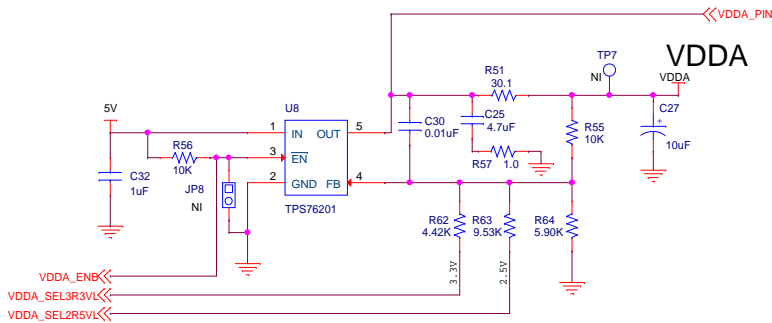 VDDA_PIN
TP7
VDDA
R51
30.1
NI
VDDA
5V
U8
C30
0.01uF
C25
4.7uF
C27
10uF
1
IN
OUT
5
R55
10K
R56
10K
3
EN
R57
1.0
C32
1uF
JP8
NI
2
GND
FB
4
TPS76201
R62
4.42K
R63
9.53K
R64
5.90K
3.3V
2.5V
VDDA_ENB
VDDA_SEL3R3VL
VDDA_SEL2R5VL
+